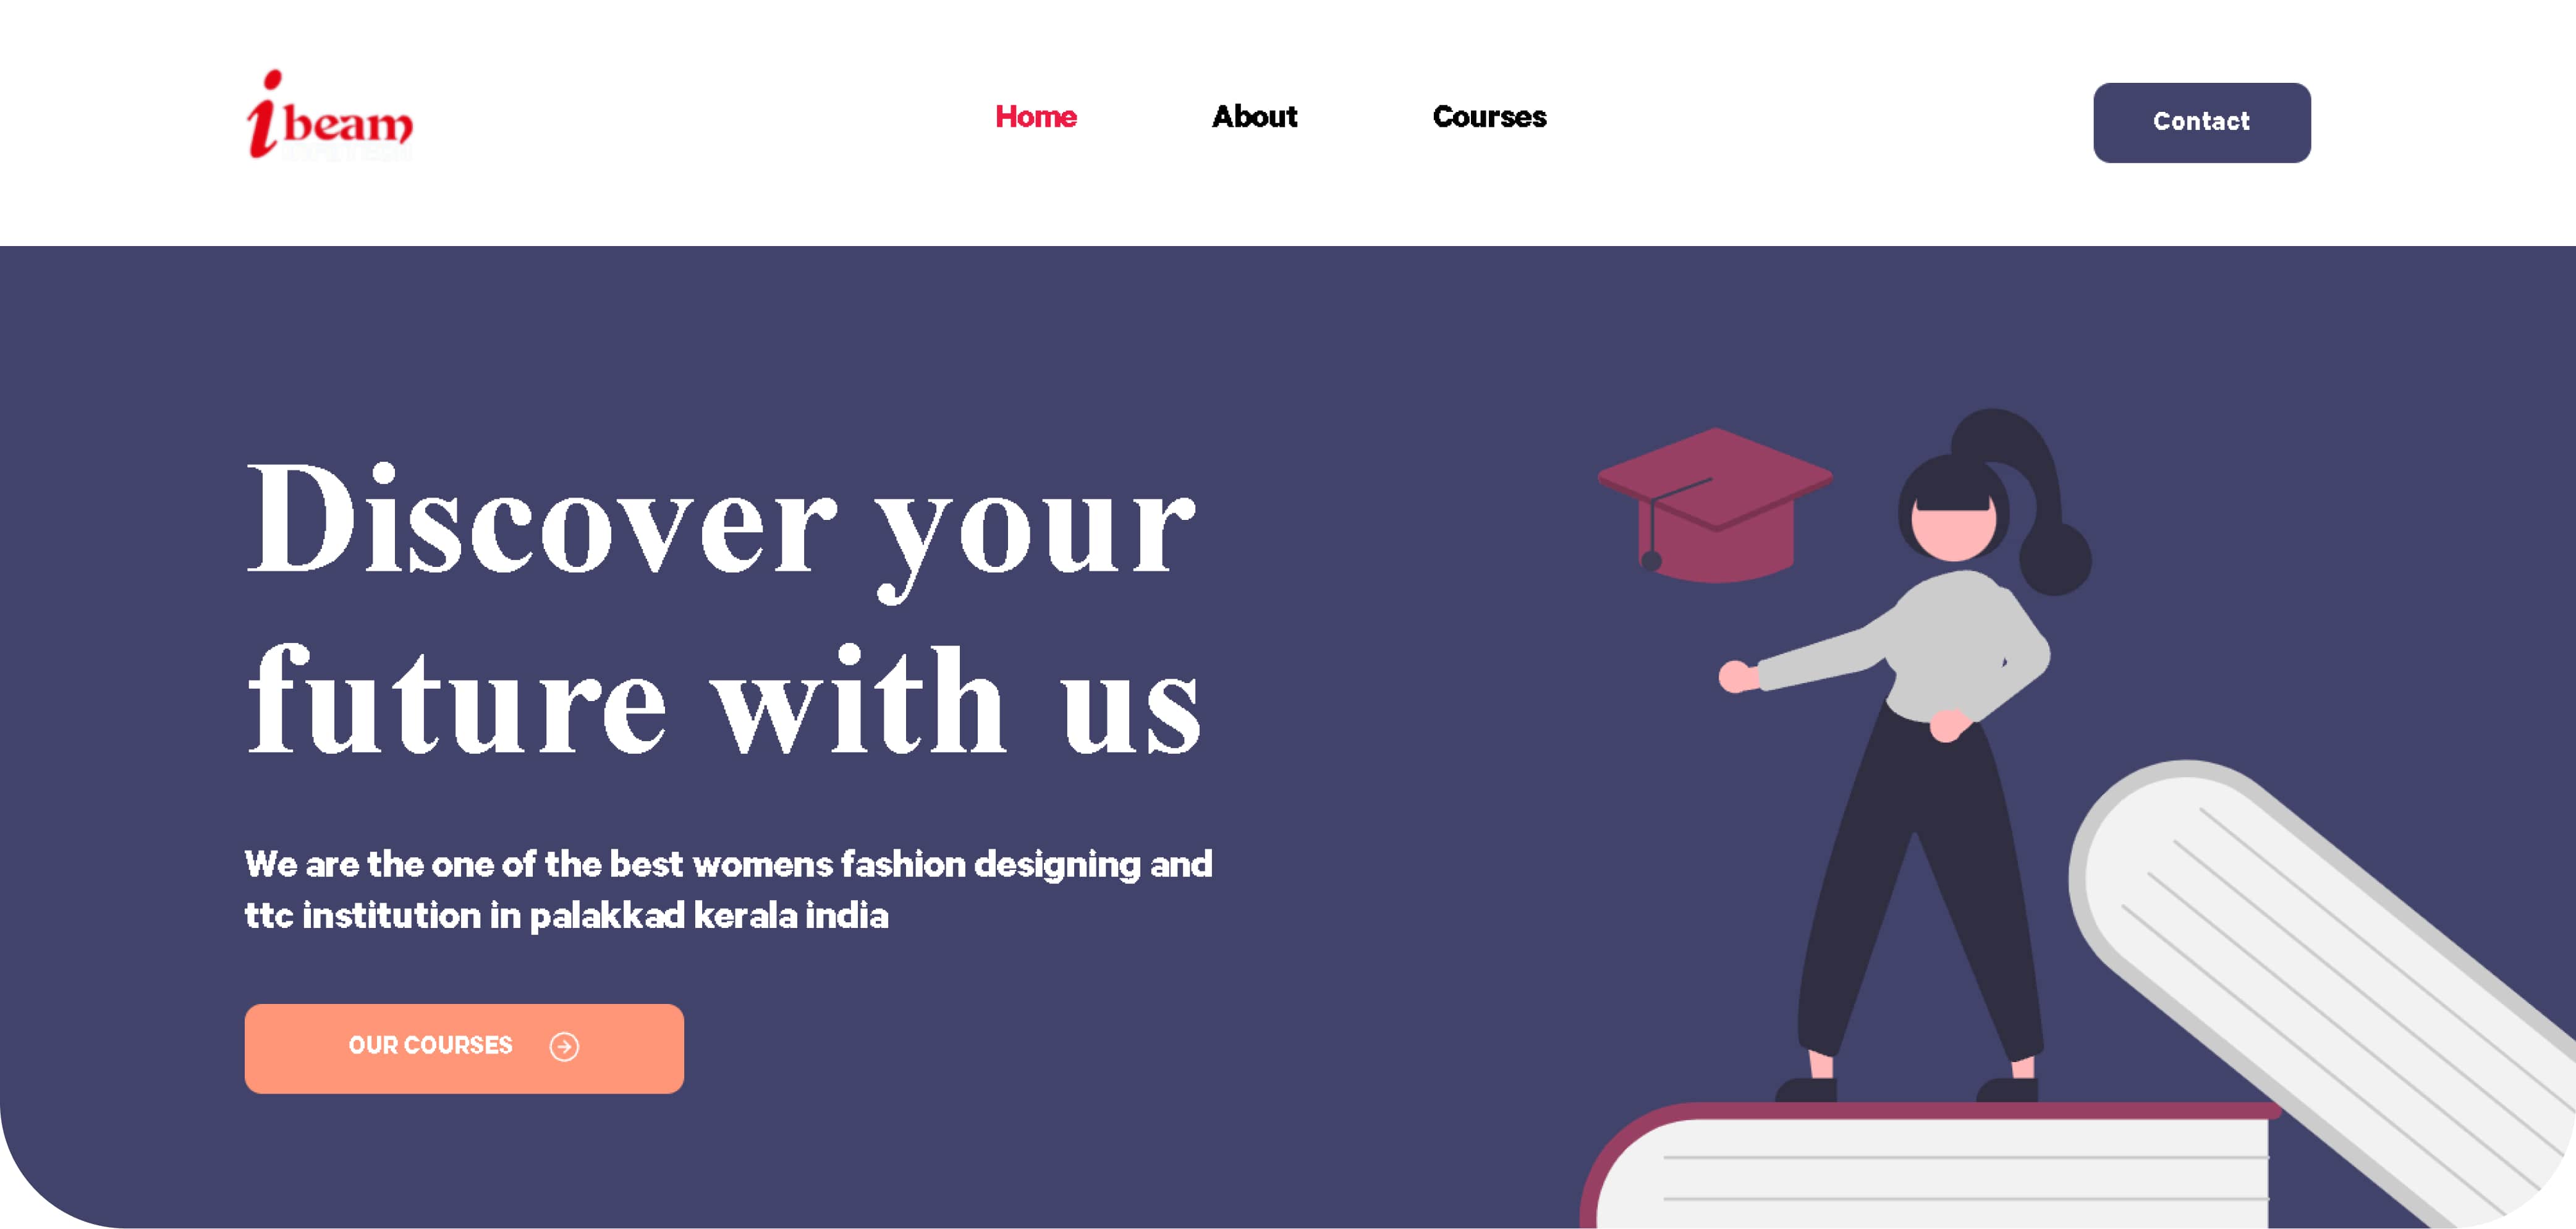 ibeam
Home
About
Courses
Contact
Discover your
future with us
We are the one of the best womens fashion designing and
ttc institution in palakkad kerala india
OUR COURSES